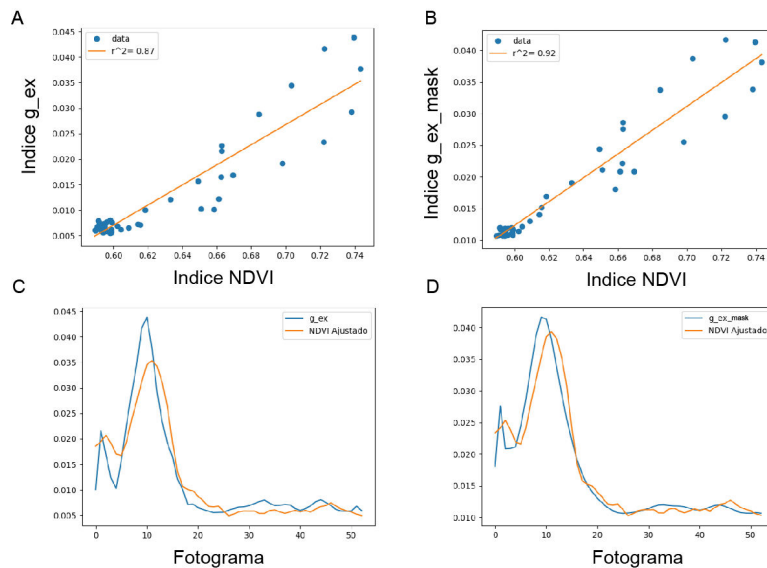 A
data
r^2= 0.87
0.045
0.040
0.035
0.030
0.025
0.020
0.015
0.010
0.005
Indice g_ex
0.60 0.62 0.64 0.66 0.68 0.70 0.72 0.74
Indice NDVI
B
data
r^2= 0.92
0.040
0.035
0.030
0.025
0.020
0.015
0.010
Indice g_ex_mask
0.60 0.62 0.64 0.66 0.68 0.70 0.72 0.74
Indice NDVI
C
g_ex
NDVI Ajustado
0.045
0.040
0.035
0.030
0.025
0.020
0.015
0.010
0.005
0 10 20 30 40 50
Fotograma
D
g_ex_mask
NDVI Ajustado
0.040
0.035
0.030
0.025
0.020
0.015
0.010
0 10 20 30 40 50
Fotograma